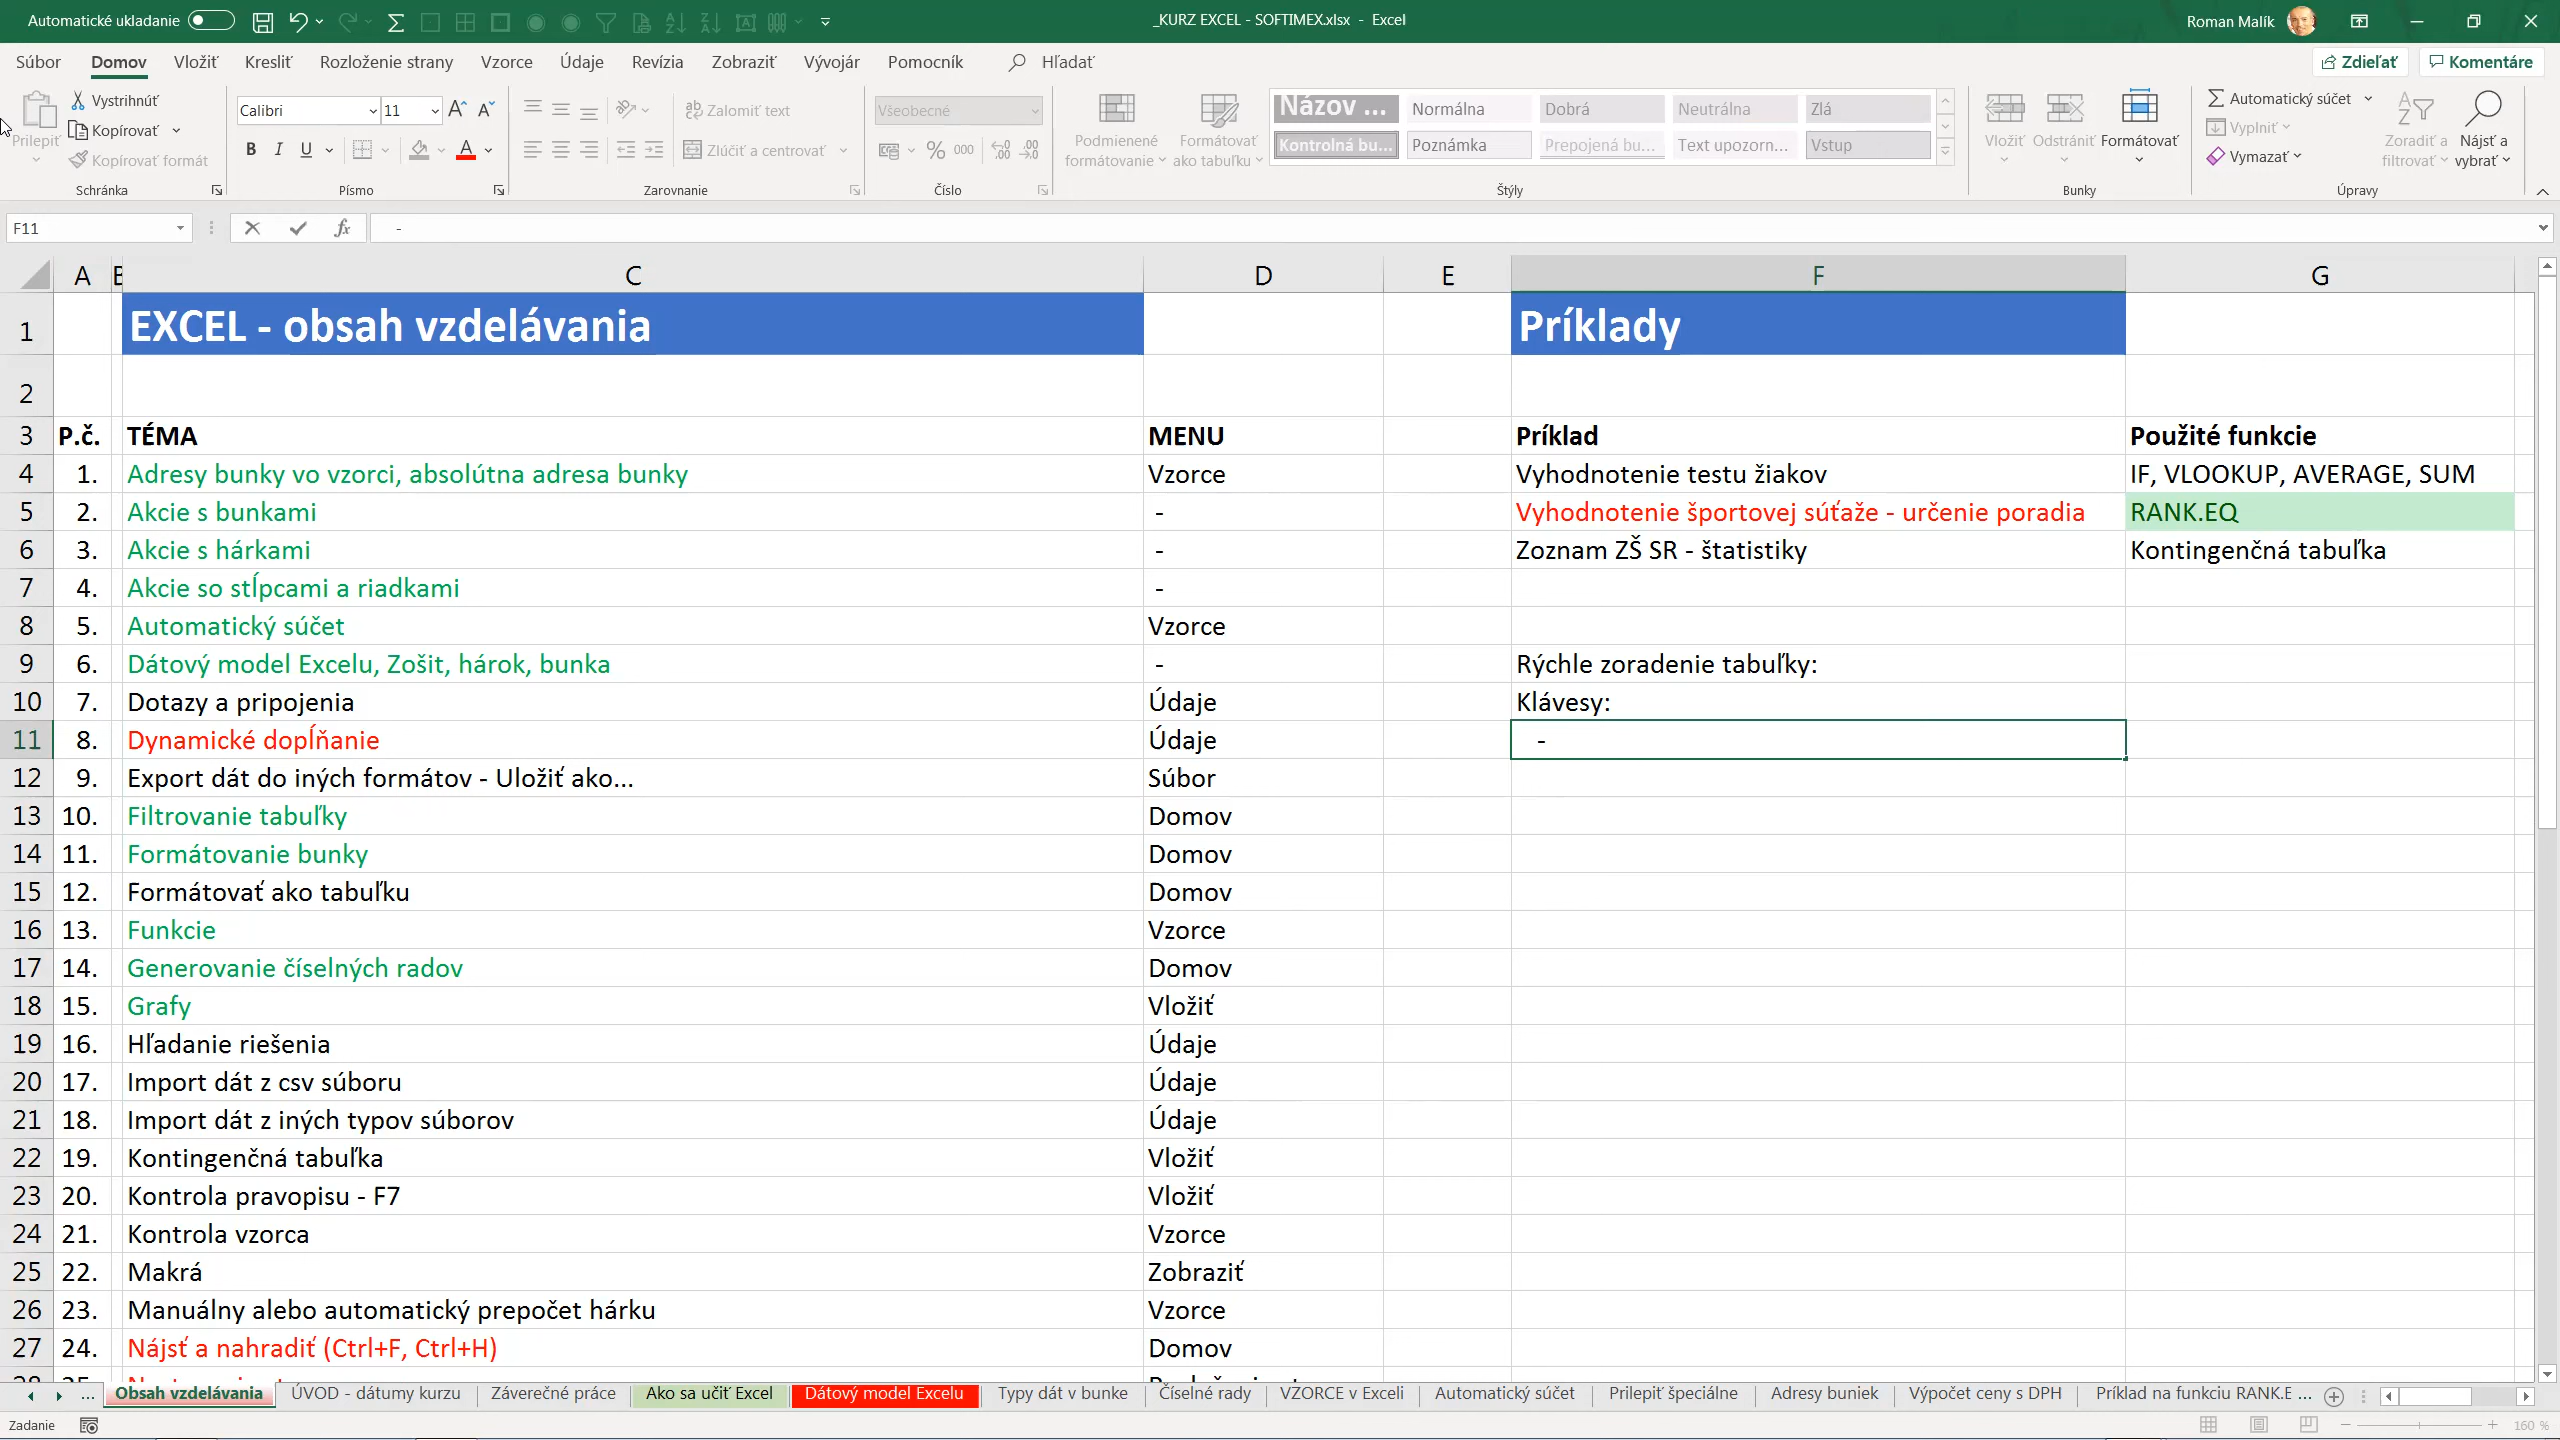 Automatické ukladanie
_KURZ EXCEL - SOFTIMEX.xlsx - Excel
Roman Malík
Súbor Domov Vložiť Kresliť Rozloženie strany Vzorce Údaje Revízia Zobraziť Vývojár Pomocník Hľadať Zdieľať Komentáre
Prilepiť
Vystrihnúť
Kopírovať
Kopírovať formát
Schránka
Calibri 11
B I U
Písmo
Zalomiť text
Zlúčiť a centrovať
Zarovnanie
Všeobecné
% 000
Číslo
Podmienené formátovanie
Formátovať ako tabuľku
Názov ... Normálna Dobrá Neutrálna Zlá
Kontrolná bu... Poznámka Prepojená bu... Text upozorn... Vstup
Štýly
Vložiť Odstrániť Formátovať
Bunky
Automatický súčet
Vyplniť
Vymazať
Zoradiť a filtrovať
Nájsť a vybrať
Úpravy
F11 fx -
A B C D E F G
1 EXCEL - obsah vzdelávania Príklady
2
3 P.č. TÉMA MENU Príklad Použité funkcie
4 1. Adresy bunky vo vzorci, absolútna adresa bunky Vzorce Vyhodnotenie testu žiakov IF, VLOOKUP, AVERAGE, SUM
5 2. Akcie s bunkami - Vyhodnotenie športovej súťaže - určenie poradia RANK.EQ
6 3. Akcie s hárkami - Zoznam ZŠ SR - štatistiky Kontingenčná tabuľka
7 4. Akcie so stĺpcami a riadkami -
8 5. Automatický súčet Vzorce
9 6. Dátový model Excelu, Zošit, hárok, bunka - Rýchle zoradenie tabuľky:
10 7. Dotazy a pripojenia Údaje Klávesy:
11 8. Dynamické dopĺňanie Údaje -
12 9. Export dát do iných formátov - Uložiť ako... Súbor
13 10. Filtrovanie tabuľky Domov
14 11. Formátovanie bunky Domov
15 12. Formátovať ako tabuľku Domov
16 13. Funkcie Vzorce
17 14. Generovanie číselných radov Domov
18 15. Grafy Vložiť
19 16. Hľadanie riešenia Údaje
20 17. Import dát z csv súboru Údaje
21 18. Import dát z iných typov súborov Údaje
22 19. Kontingenčná tabuľka Vložiť
23 20. Kontrola pravopisu - F7 Vložiť
24 21. Kontrola vzorca Vzorce
25 22. Makrá Zobraziť
26 23. Manuálny alebo automatický prepočet hárku Vzorce
27 24. Nájsť a nahradiť (Ctrl+F, Ctrl+H) Domov
... Obsah vzdelávania ÚVOD - dátumy kurzu Záverečné práce Ako sa učiť Excel Dátový model Excelu Typy dát v bunke Číselné rady VZORCE v Exceli Automatický súčet Prilepiť špeciálne Adresy buniek Výpočet ceny s DPH Príklad na funkciu RANK.E ...
Zadanie 160 %